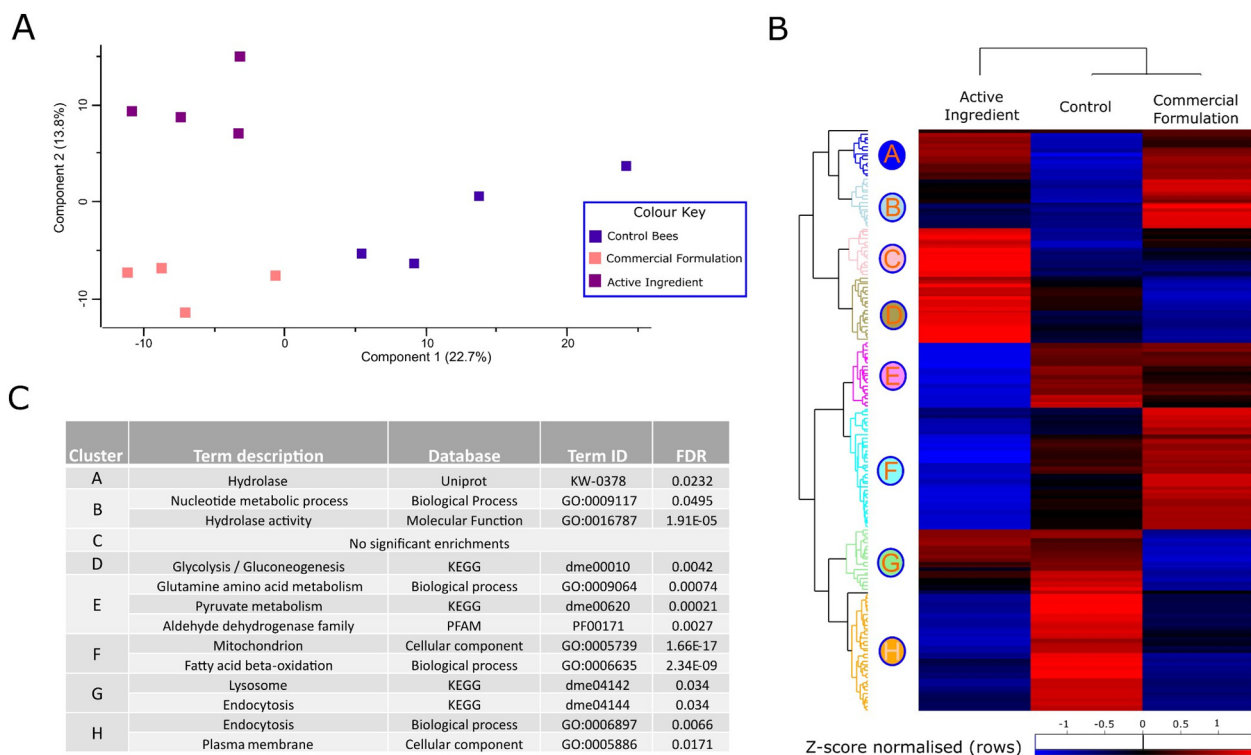 A
Component 2 (13.8%)
10
0
-10
-10
0
10
20
Component 1 (22.7%)
Colour Key
Control Bees
Commercial Formulation
Active Ingredient
B
Active Ingredient
Control
Commercial Formulation
A
B
C
D
E
F
G
H
-1
-0.5
0
0.5
1
Z-score normalised (rows)
C
Cluster Term description Database Term ID FDR
A Hydrolase Uniprot KW-0378 0.0232
B Nucleotide metabolic process Biological Process GO:0009117 0.0495
Hydrolase activity Molecular Function GO:0016787 1.91E-05
C No significant enrichments
D Glycolysis / Gluconeogenesis KEGG dme00010 0.0042
E Glutamine amino acid metabolism Biological process GO:0009064 0.00074
Pyruvate metabolism KEGG dme00620 0.00021
Aldehyde dehydrogenase family PFAM PF00171 0.0027
F Mitochondrion Cellular component GO:0005739 1.66E-17
Fatty acid beta-oxidation Biological process GO:0006635 2.34E-09
G Lysosome KEGG dme04142 0.034
Endocytosis KEGG dme04144 0.034
H Endocytosis Biological process GO:0006897 0.0066
Plasma membrane Cellular component GO:0005886 0.0171